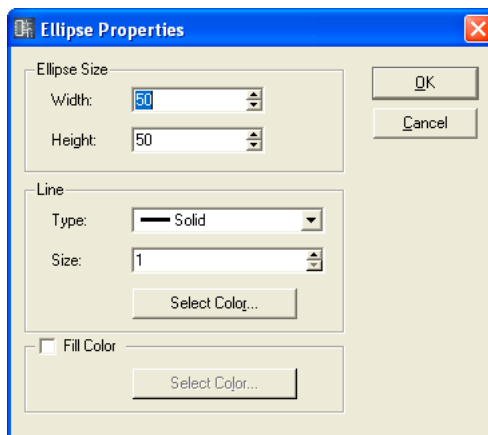 Ellipse Properties
Ellipse Size
Width: 50
Height: 50
OK
Cancel
Line
Type: Solid
Size: 1
Select Color...
Fill Color
Select Color...